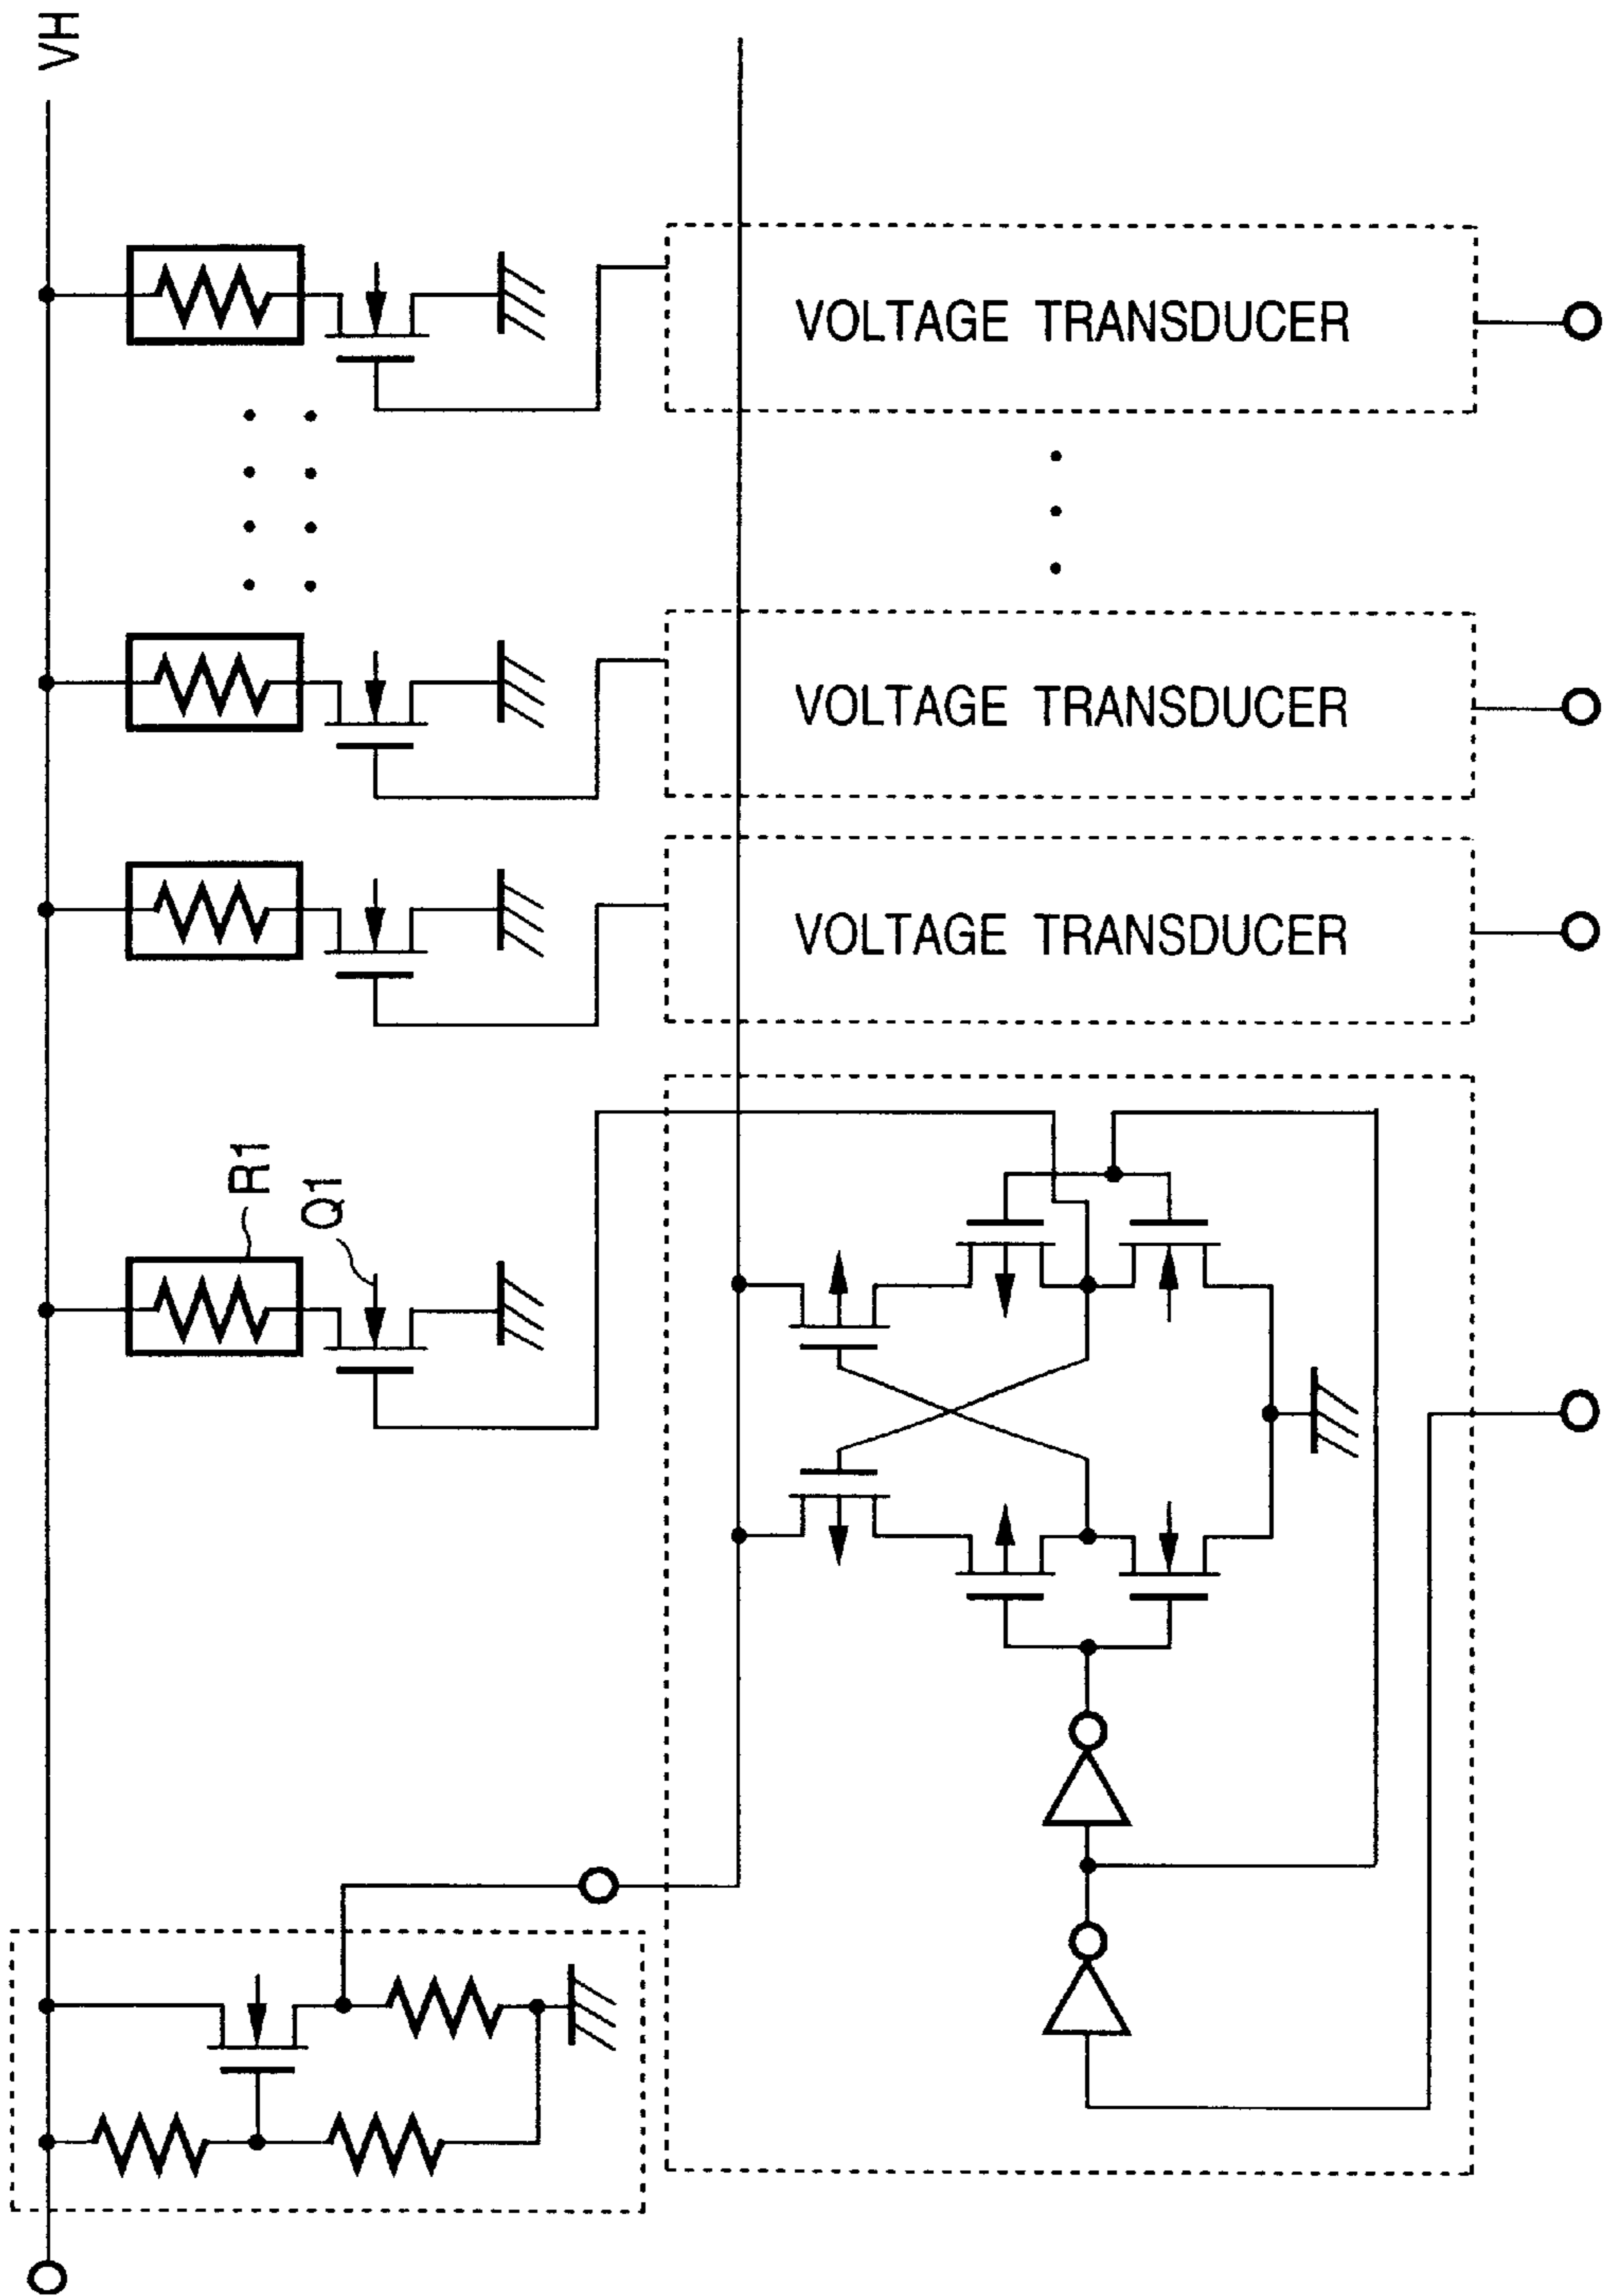 VH
VOLTAGE TRANSDUCER
VOLTAGE TRANSDUCER
VOLTAGE TRANSDUCER
R1
Q1